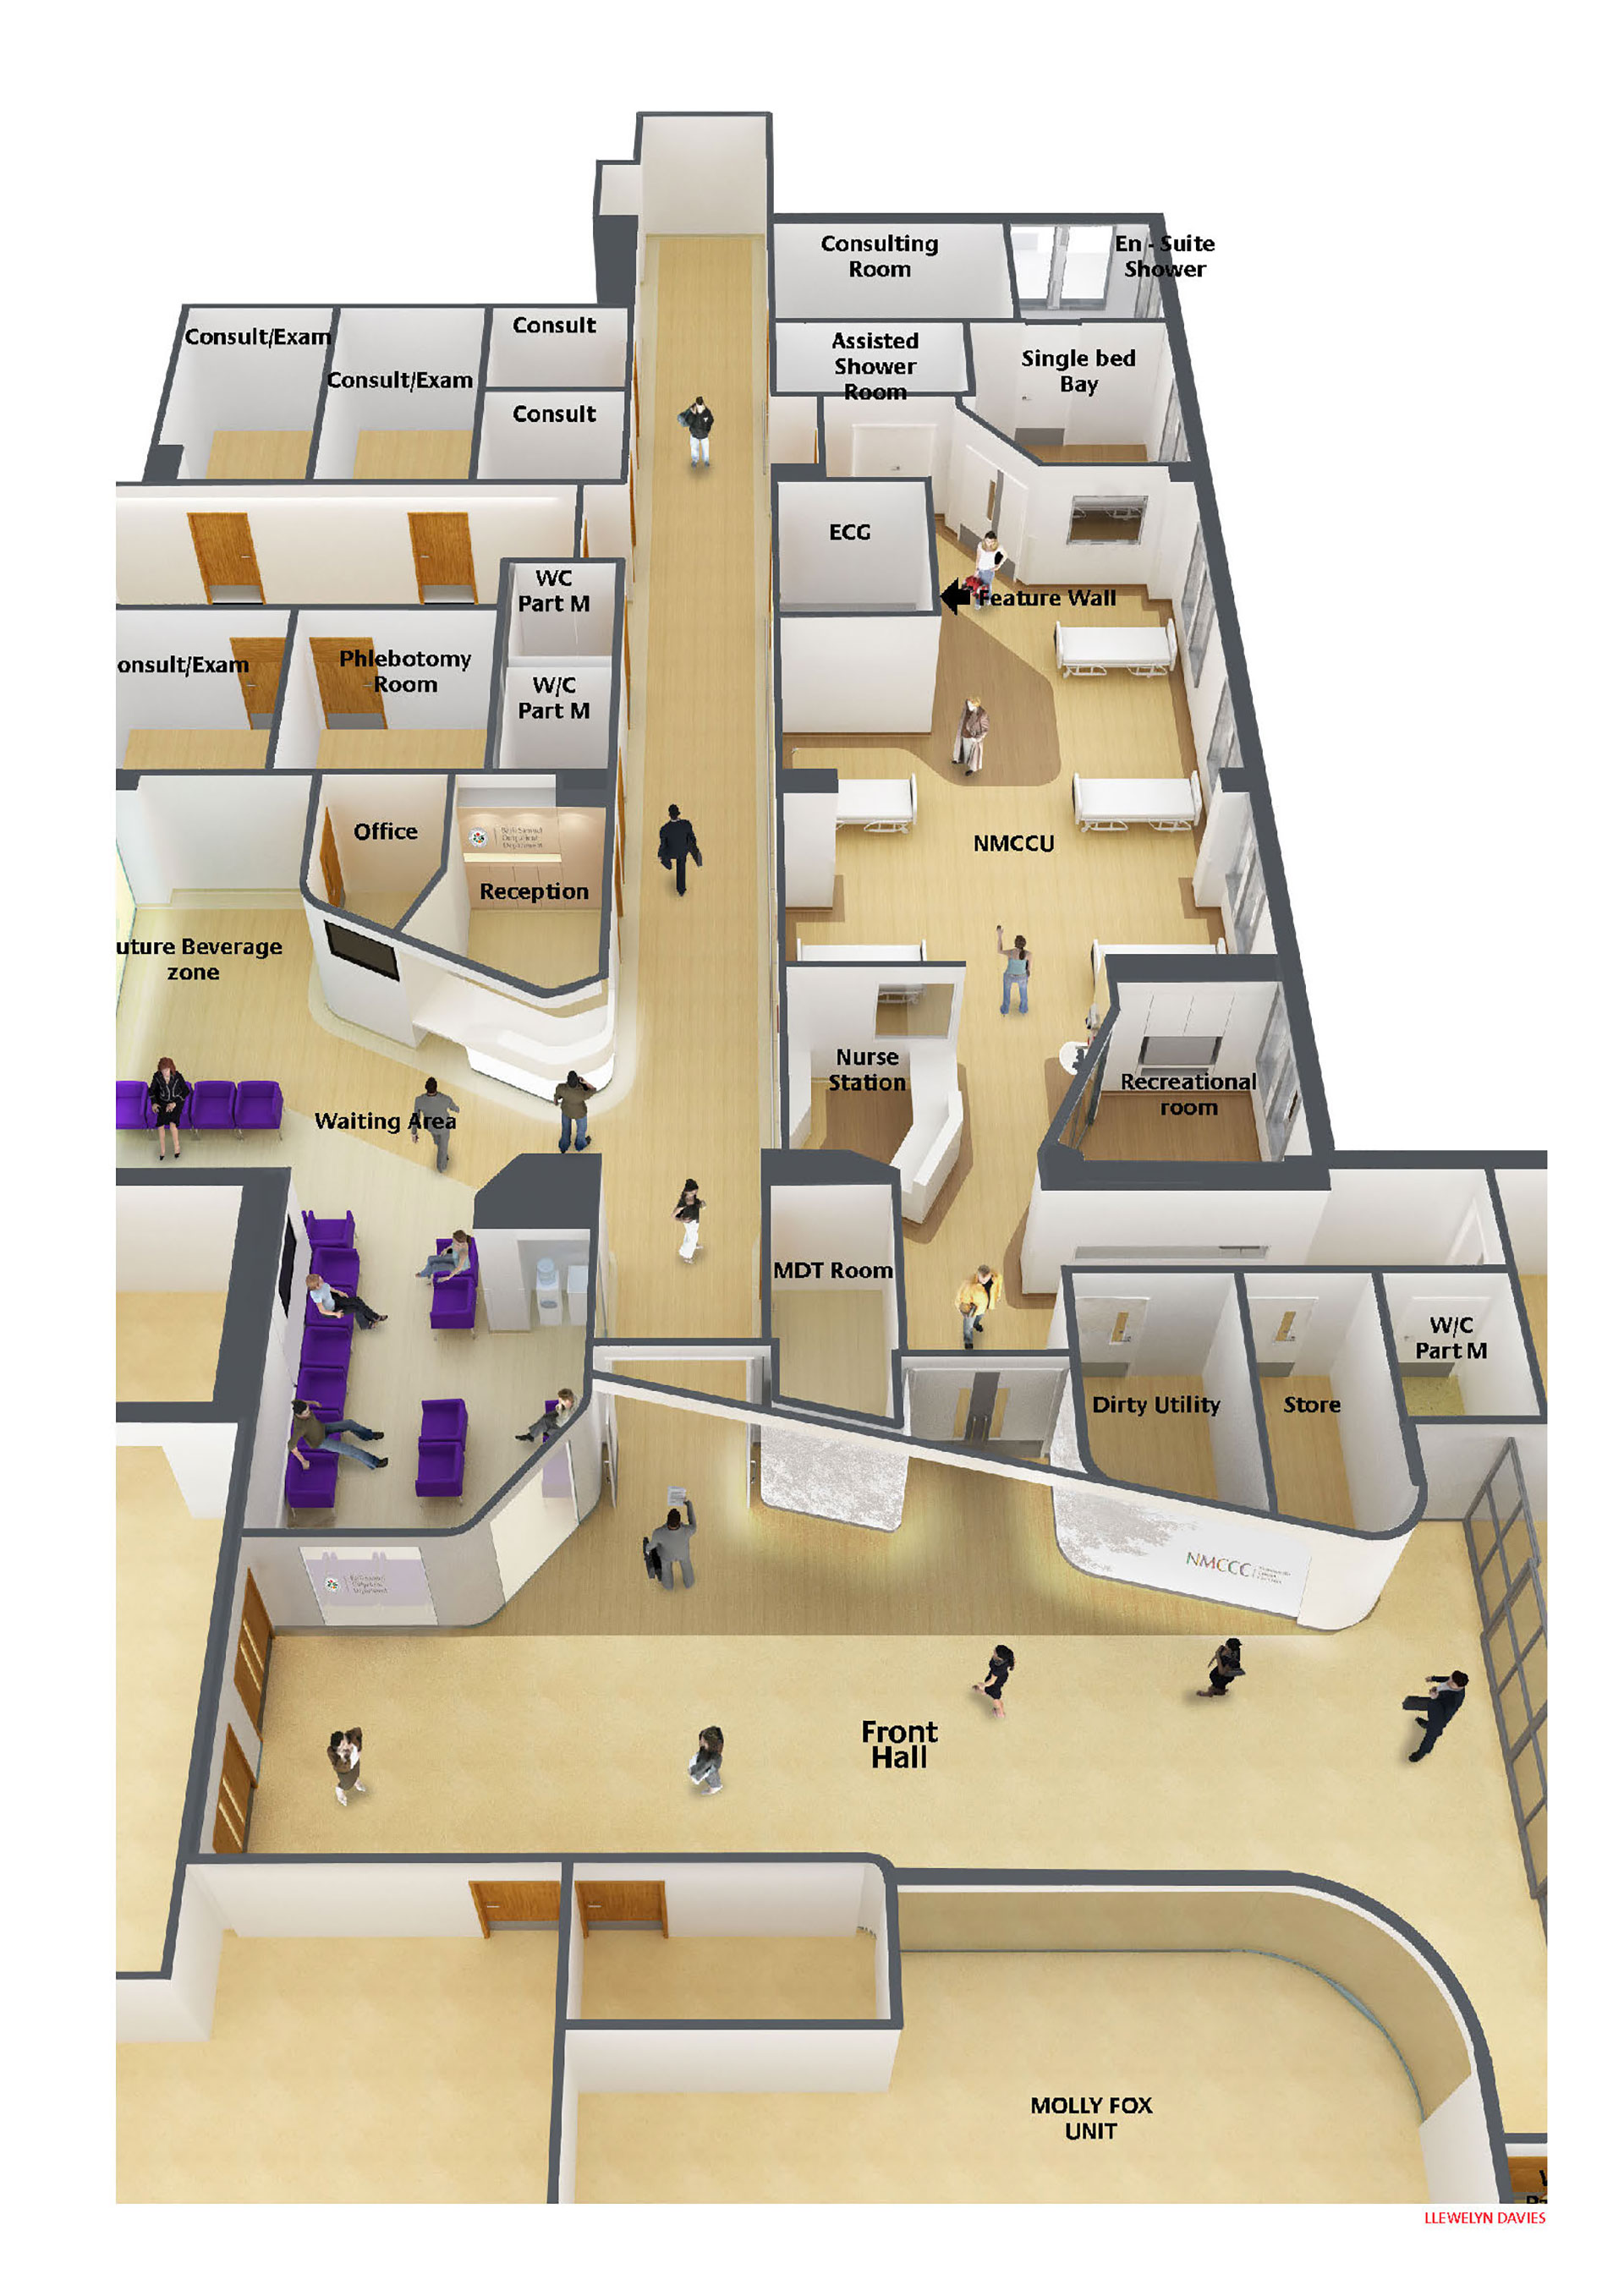 Consulting
Room
En - Suite
Shower
Consult/Exam
Consult/Exam
Consult
Consult
Assisted
Shower
Room
Single bed
Bay
ECG
WC
Part M
Feature Wall
onsult/Exam
Phlebotomy
Room
W/C
Part M
Office
Reception
NMCCU
uture Beverage
zone
Nurse
Station
Recreational
room
Waiting Area
MDT Room
W/C
Part M
Dirty Utility
Store
NMCCC
Front
Hall
MOLLY FOX
UNIT
LLEWELYN DAVIES